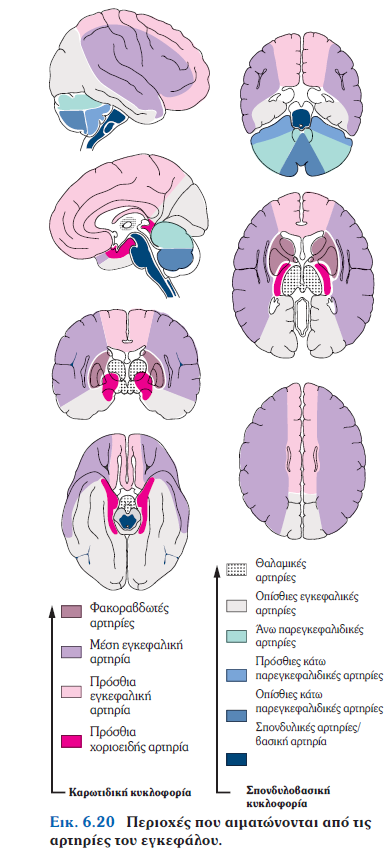 Φακοραβδωτές
αρτηρίες
Μέση εγκεφαλική
αρτηρία
Πρόσθια
εγκεφαλική
αρτηρία
Πρόσθια
χοριοειδής αρτηρία
Καρωτιδική κυκλοφορία
Θαλαμικές
αρτηρίες
Οπίσθιες εγκεφαλικές
αρτηρίες
Άνω παρεγκεφαλιδικές
αρτηρίες
Πρόσθιες κάτω
παρεγκεφαλιδικές αρτηρίες
Οπίσθιες κάτω
παρεγκεφαλιδικές αρτηρίες
Σπονδυλικές αρτηρίες/
βασική αρτηρία
Σπονδυλοβασική
κυκλοφορία
Εικ. 6.20 Περιοχές που αιματώνονται από τις
αρτηρίες του εγκεφάλου.